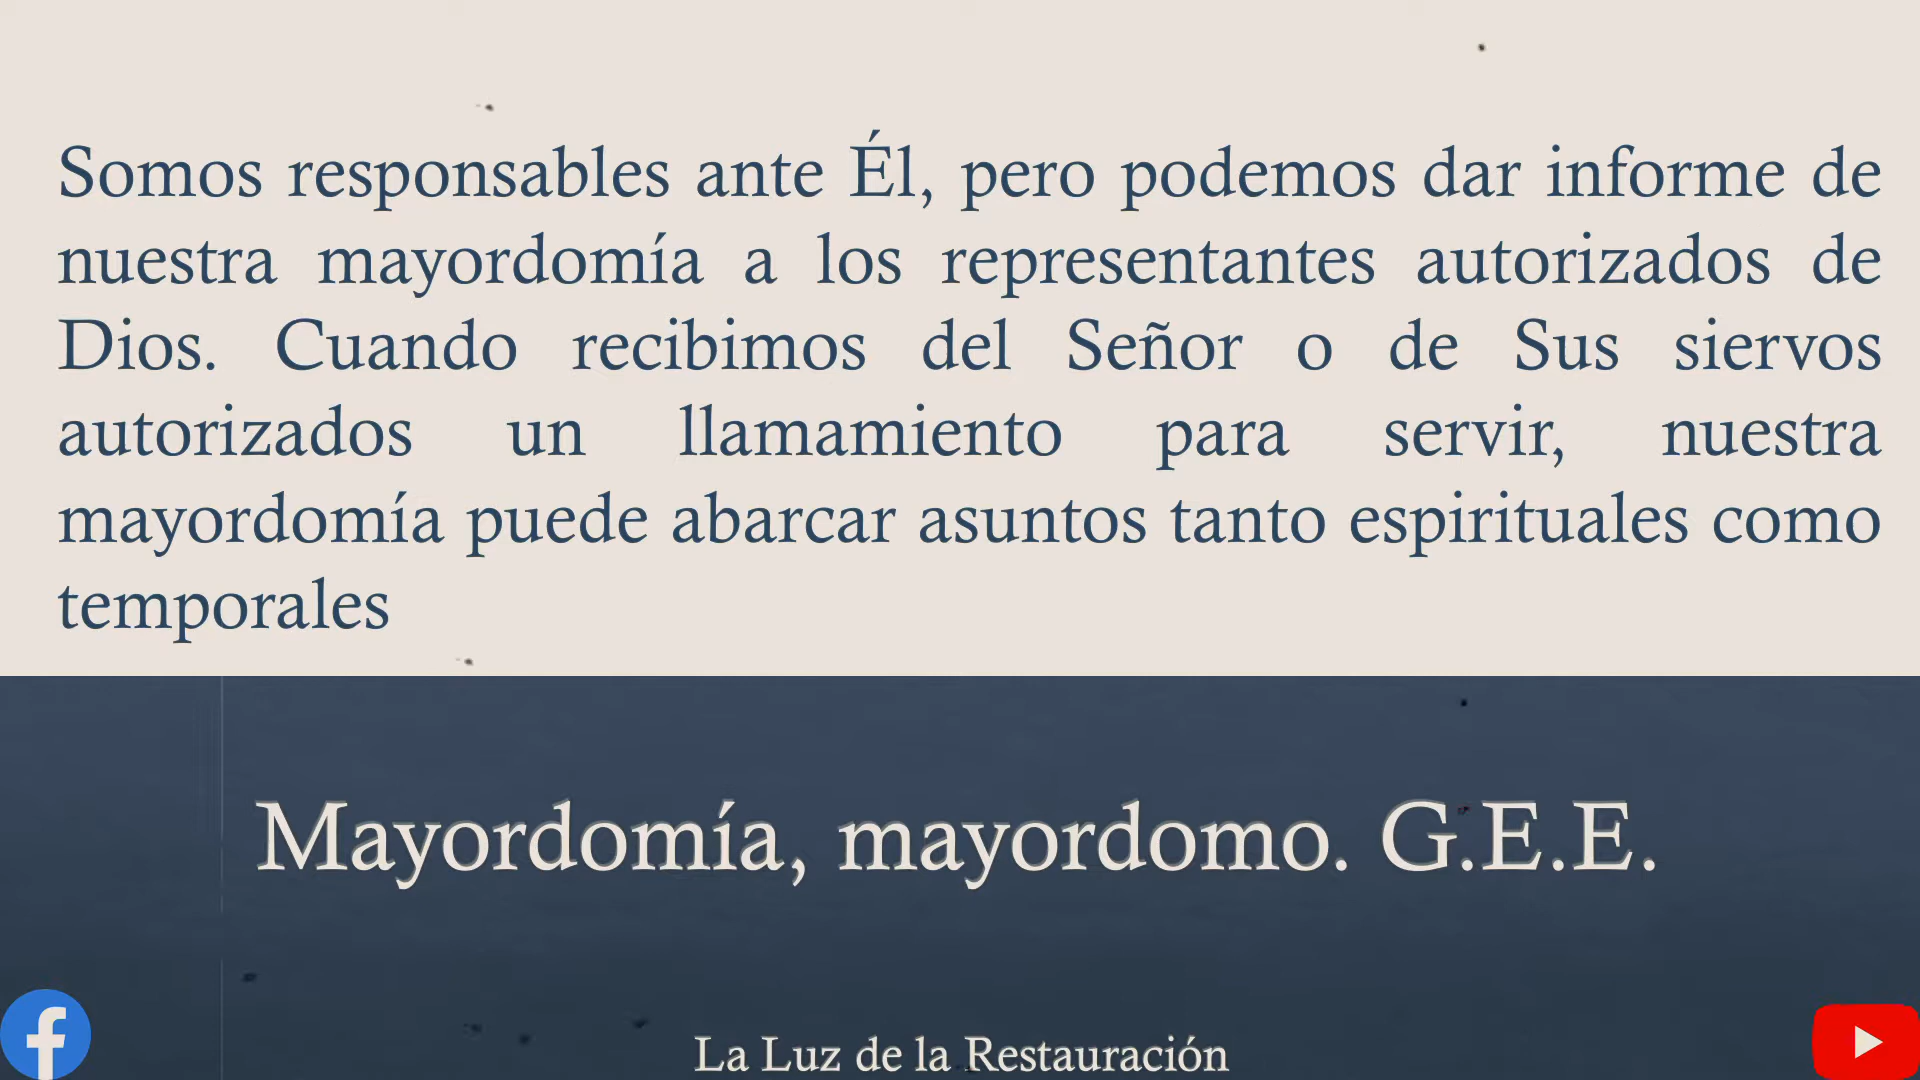 Somos responsables ante Él, pero podemos dar informe de
nuestra mayordomía a los representantes autorizados de
Dios. Cuando recibimos del Señor o de Sus siervos
autorizados un llamamiento para servir, nuestra
mayordomía puede abarcar asuntos tanto espirituales como
temporales
Mayordomía, mayordomo. G.E.E.
La Luz de la Restauración